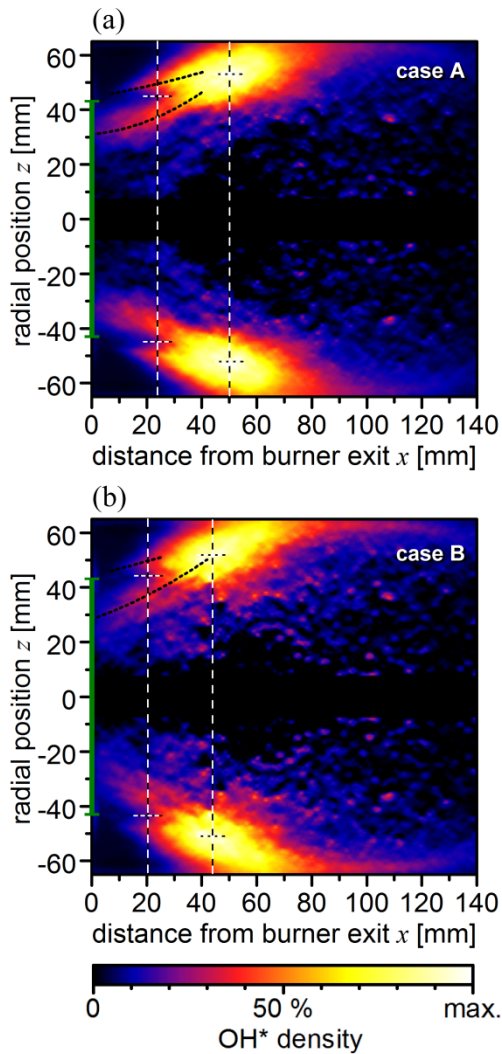 (a)
case A
60
40
20
0
-20
-40
-60
radial position z [mm]
0 20 40 60 80 100 120 140
distance from burner exit x [mm]
(b)
case B
60
40
20
0
-20
-40
-60
radial position z [mm]
0 20 40 60 80 100 120 140
distance from burner exit x [mm]
0 50 % max.
OH* density